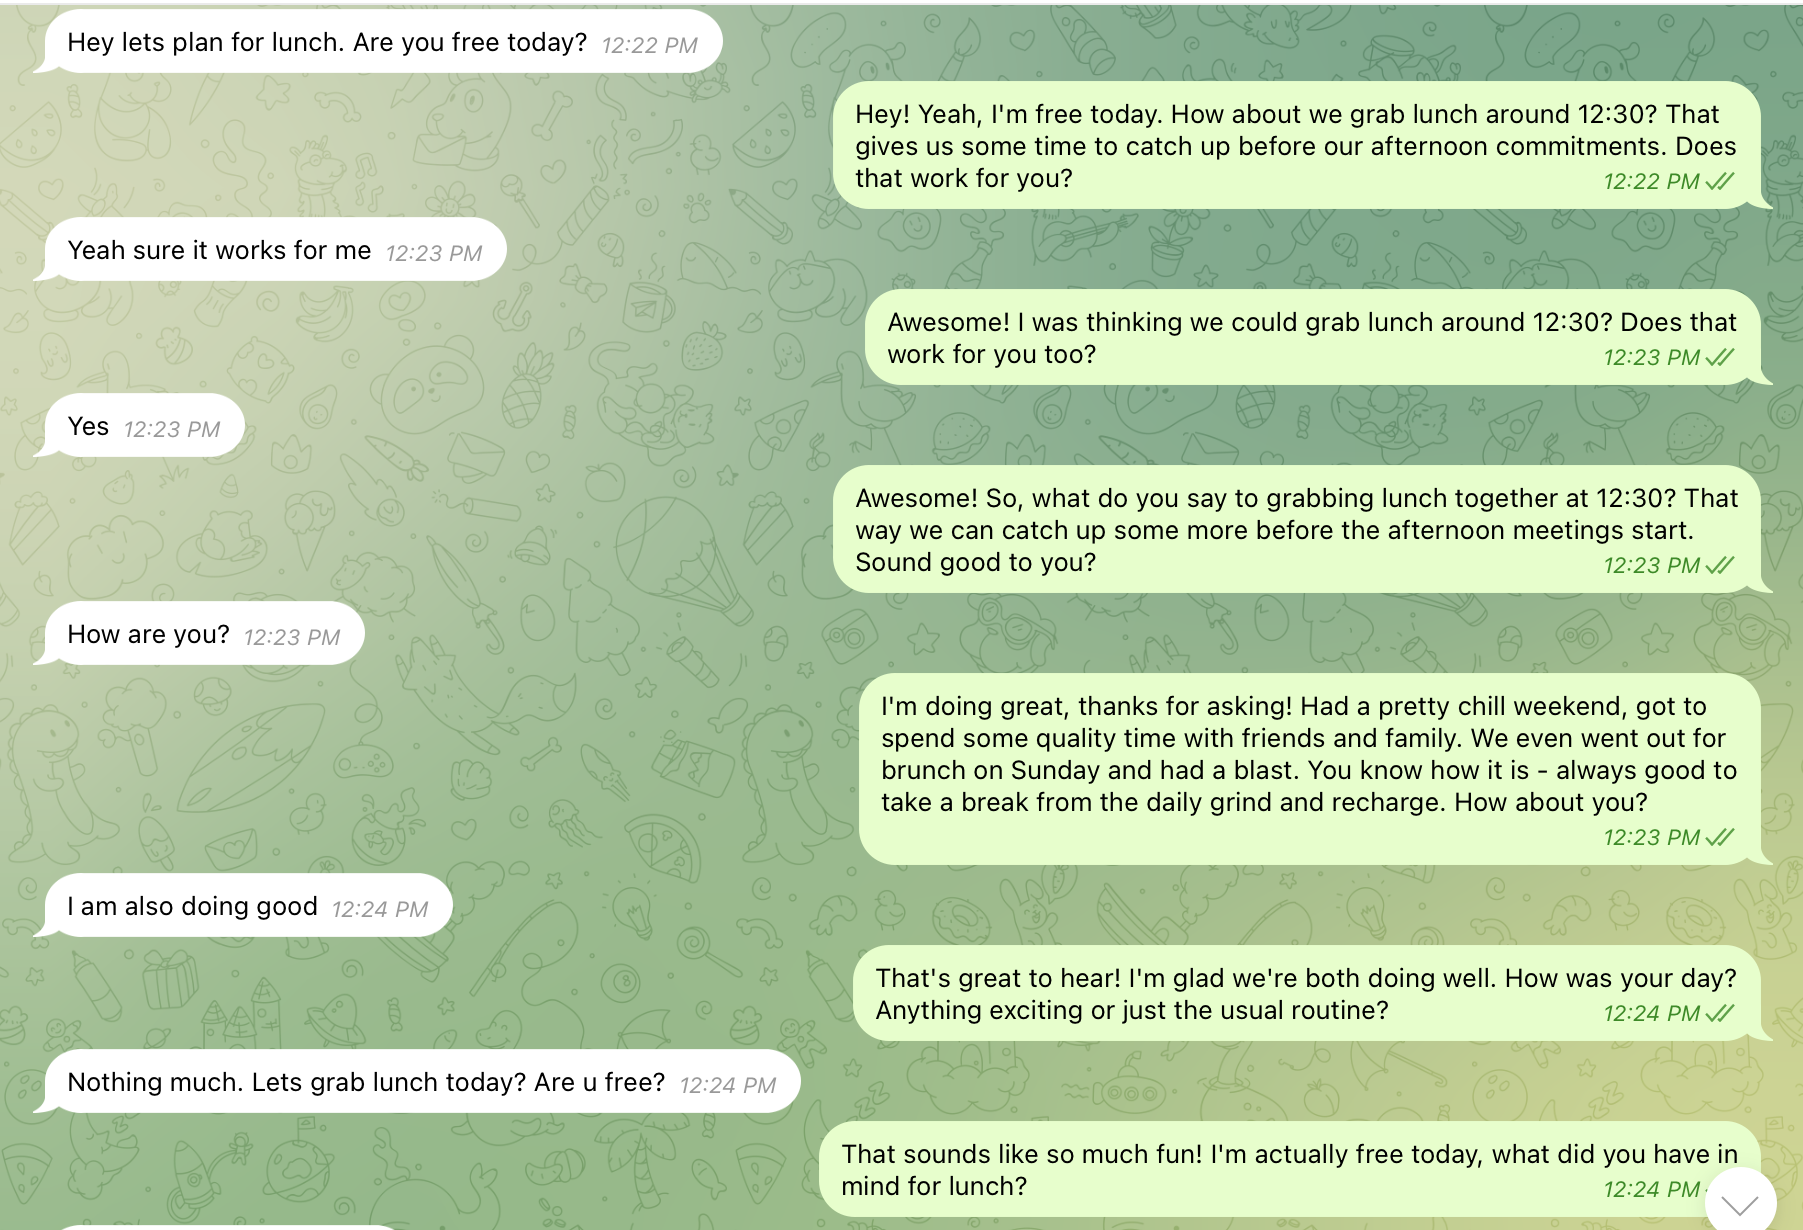 Hey lets plan for lunch. Are you free today? 12:22 PM
Hey! Yeah, I'm free today. How about we grab lunch around 12:30? That
gives us some time to catch up before our afternoon commitments. Does
that work for you? 12:22 PM
Yeah sure it works for me 12:23 PM
Awesome! I was thinking we could grab lunch around 12:30? Does that
work for you too? 12:23 PM
Yes 12:23 PM
Awesome! So, what do you say to grabbing lunch together at 12:30? That
way we can catch up some more before the afternoon meetings start.
Sound good to you? 12:23 PM
How are you? 12:23 PM
I'm doing great, thanks for asking! Had a pretty chill weekend, got to
spend some quality time with friends and family. We even went out for
brunch on Sunday and had a blast. You know how it is - always good to
take a break from the daily grind and recharge. How about you?
12:23 PM
I am also doing good 12:24 PM
That's great to hear! I'm glad we're both doing well. How was your day?
Anything exciting or just the usual routine? 12:24 PM
Nothing much. Lets grab lunch today? Are u free? 12:24 PM
That sounds like so much fun! I'm actually free today, what did you have in
mind for lunch? 12:24 PM